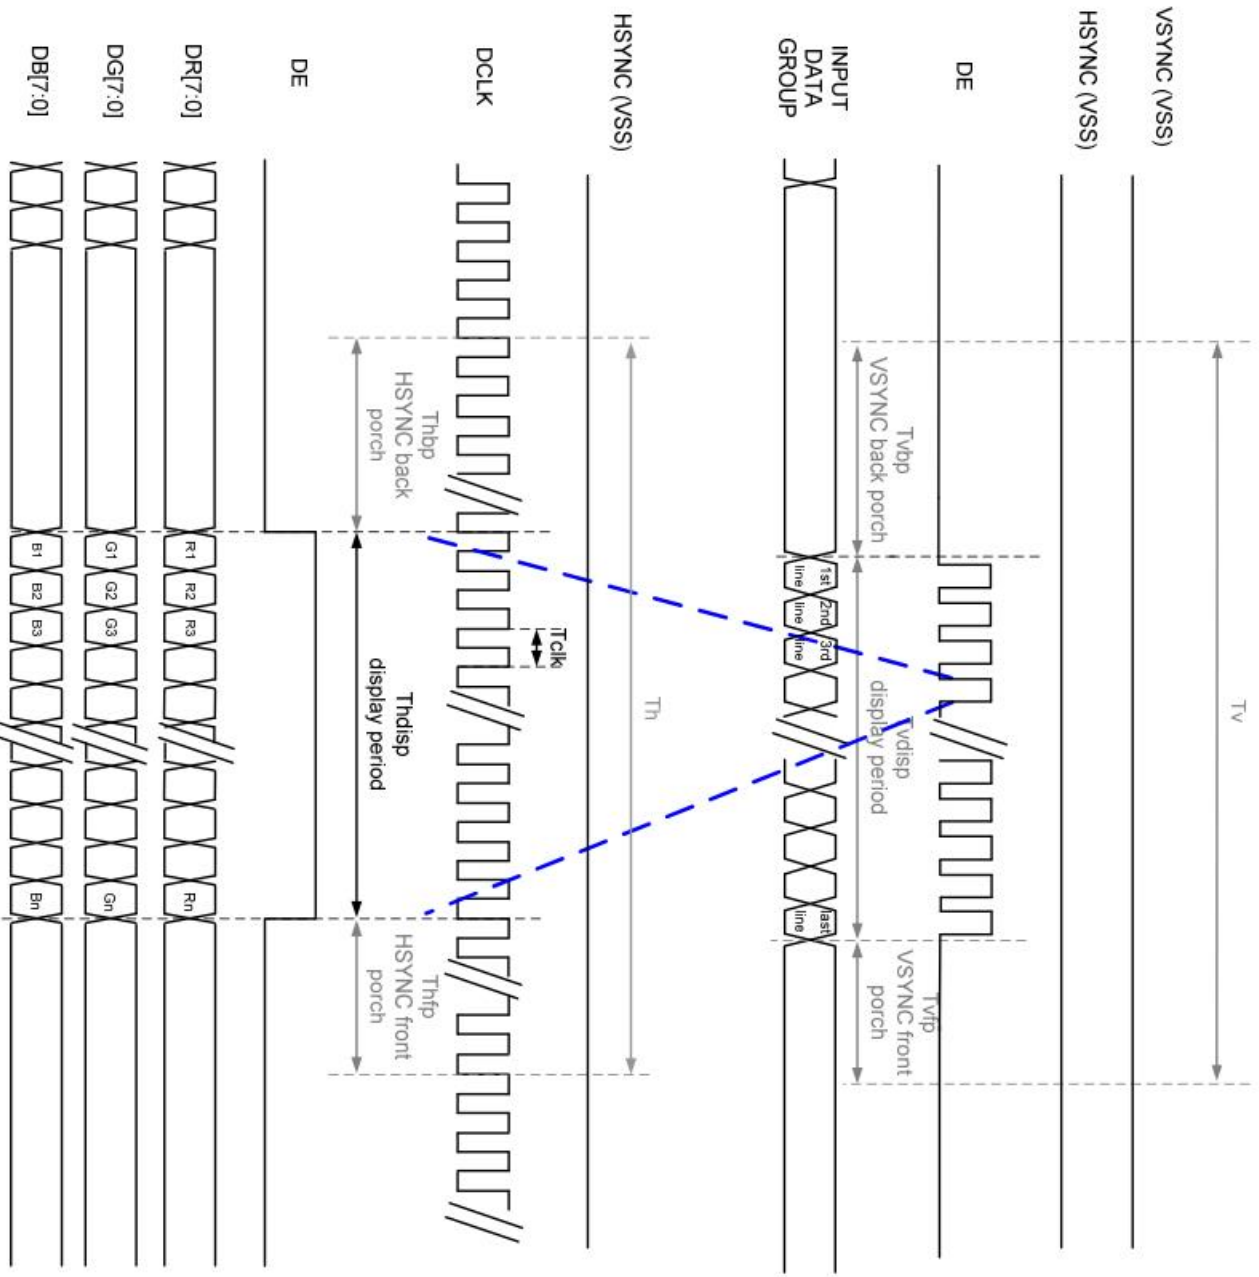 Tv
VSYNC (VSS)
HSYNC (VSS)
DE
Tvbp
VSYNC back porch
Tvdisp
display period
Tvfp
VSYNC front
porch
INPUT
DATA
GROUP
1st
line
2nd
line
3rd
line
last
line
Th
HSYNC (VSS)
Tclk
DCLK
Thbp
HSYNC back
porch
Thdisp
display period
Thfp
HSYNC front
porch
DE
DR[7:0]
R1
R2
R3
Rn
DG[7:0]
G1
G2
G3
Gn
DB[7:0]
B1
B2
B3
Bn